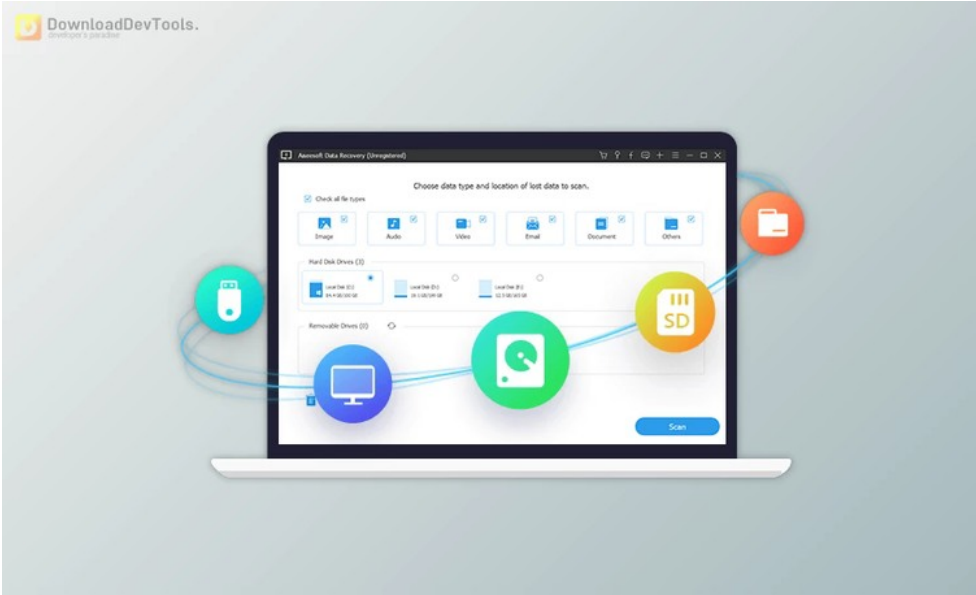 DownloadDevTools.
developer's paradise
Aiseesoft Data Recovery (Unregistered)
Choose data type and location of lost data to scan.
Check all file types
Image
Audio
Video
Email
Document
Others
Hard Disk Drives (3)
Local Disk (C:)
Local Disk (D:)
Removable Drives (0)
SD
Scan